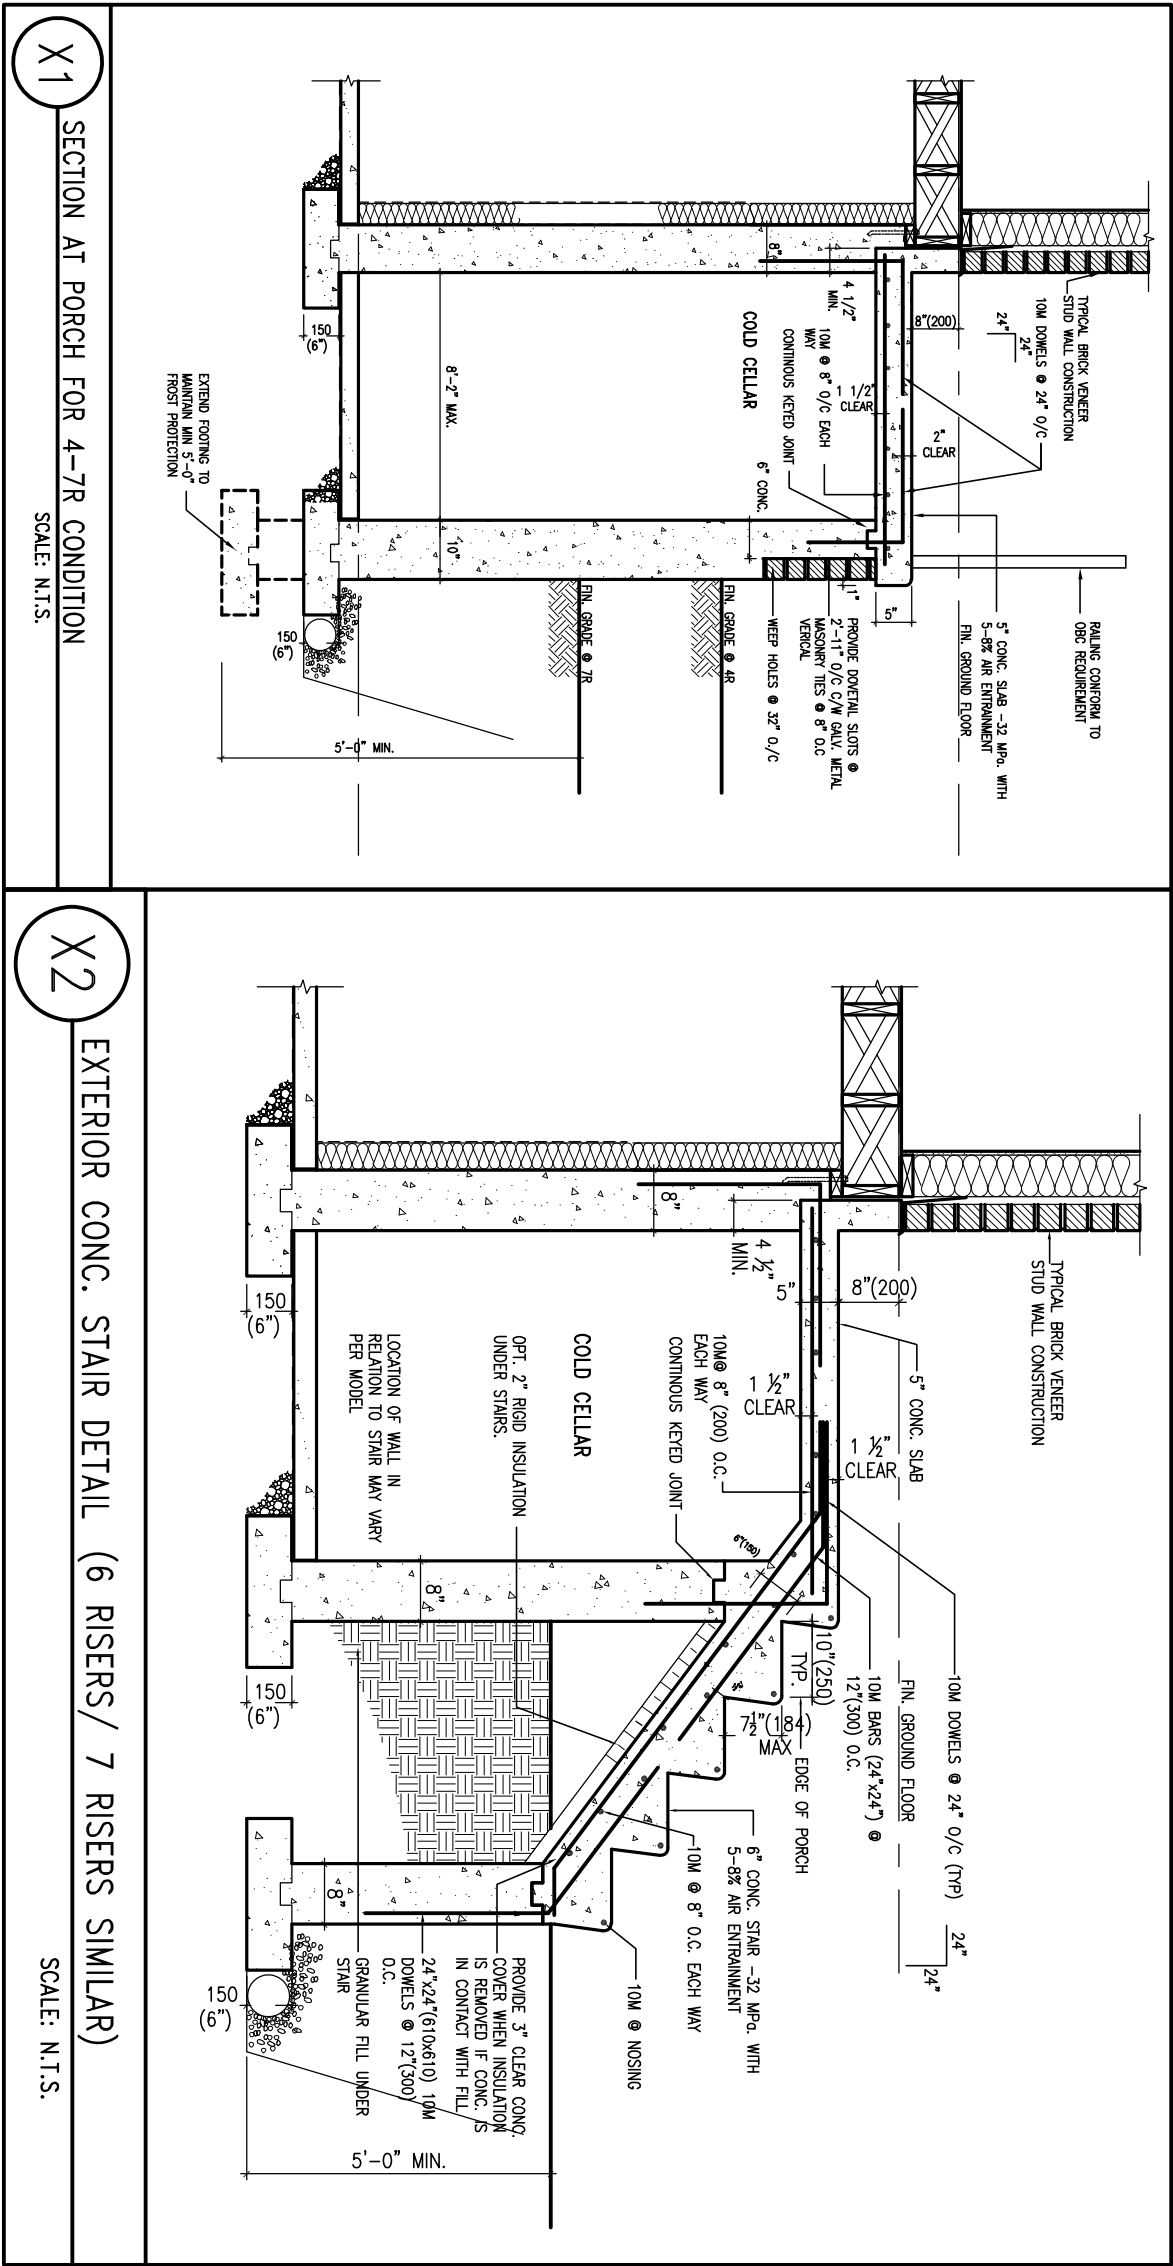 TYPICAL BRICK VENEER
STUD WALL CONSTRUCTION
10M DOWELS @ 24" O/C
24"
24"
8"(200)
RAILING CONFORM TO
OBC REQUIREMENT
5" CONC. SLAB -32 MPa. WITH
5-8% AIR ENTRAINMENT
FIN. GROUND FLOOR
2"
CLEAR
1 1/2"
CLEAR
5"
1"
8"
4 1/2"
MIN.
10M @ 8" O/C EACH
WAY
CONTINOUS KEYED JOINT
COLD CELLAR
6" CONC.
PROVIDE DOVETAIL SLOTS @
2'-11" O/C C/W GALV. METAL
MASONRY TIES @ 8" O.C
VERICAL
WEEP HOLES @ 32" O./C
FIN. GRADE @ 4R
FIN. GRADE @ 7R
8'-2" MAX.
10"
150
(6")
150
(6")
5'-0" MIN.
EXTEND FOOTING TO
MAINTAIN MIN 5'-0"
FROST PROTECTION
X1
SECTION AT PORCH FOR 4-7R CONDITION
SCALE: N.T.S.
TYPICAL BRICK VENEER
STUD WALL CONSTRUCTION
8"(200)
5" CONC. SLAB
1 ½"
CLEAR
10M DOWELS @ 24" O/C (TYP)
24"
24"
FIN. GROUND FLOOR
10M BARS (24"x24") @
12"(300) O.C.
5"
1 ½"
CLEAR
8"
4 ½"
MIN.
10M@ 8" (200) O.C.
EACH WAY
CONTINOUS KEYED JOINT
6"(150)
10"(250)
TYP.
EDGE OF PORCH
7½"(184)
MAX
6" CONC. STAIR -32 MPa. WITH
5-8% AIR ENTRAINMENT
10M @ 8" O.C. EACH WAY
10M @ NOSING
COLD CELLAR
OPT. 2" RIGID INSULATION
UNDER STAIRS.
LOCATION OF WALL IN
RELATION TO STAIR MAY VARY
PER MODEL
8"
8"
PROVIDE 3" CLEAR CONC.
COVER WHEN INSULATION
IS REMOVED IF CONC. IS
IN CONTACT WITH FILL
24"x24"(610x610) 10M
DOWELS @ 12"(300)
O.C.
GRANULAR FILL UNDER
STAIR
150
(6")
150
(6")
150
(6")
5'-0" MIN.
X2
EXTERIOR CONC. STAIR DETAIL (6 RISERS/ 7 RISERS SIMILAR)
SCALE: N.T.S.